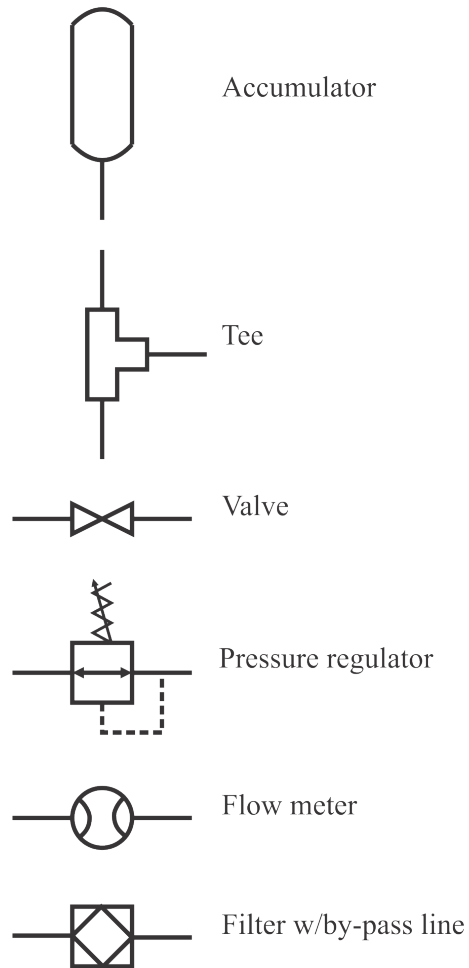 Accumulator
Tee
Valve
Pressure regulator
Flow meter
Filter w/by-pass line